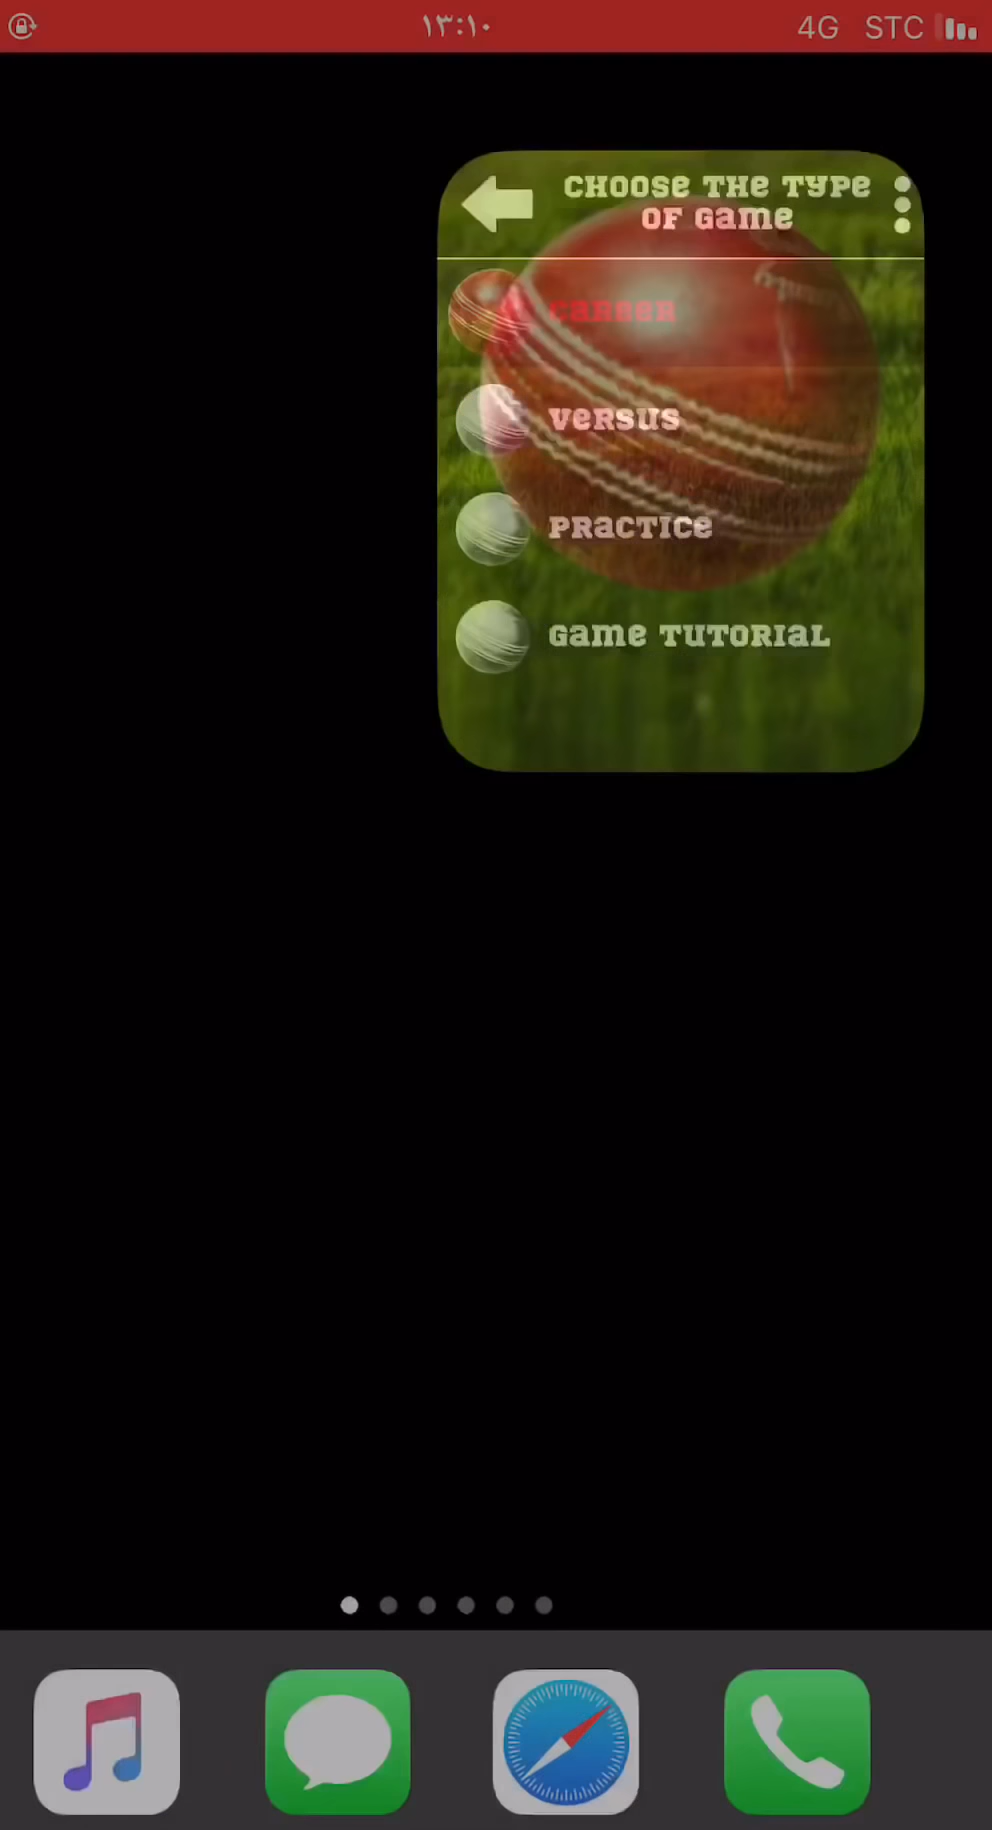 ١٣:١٠ 4G STC
CHOOSE THE TYPE
OF GAME
CAREER
VERSUS
PRACTICE
GAME TUTORIAL